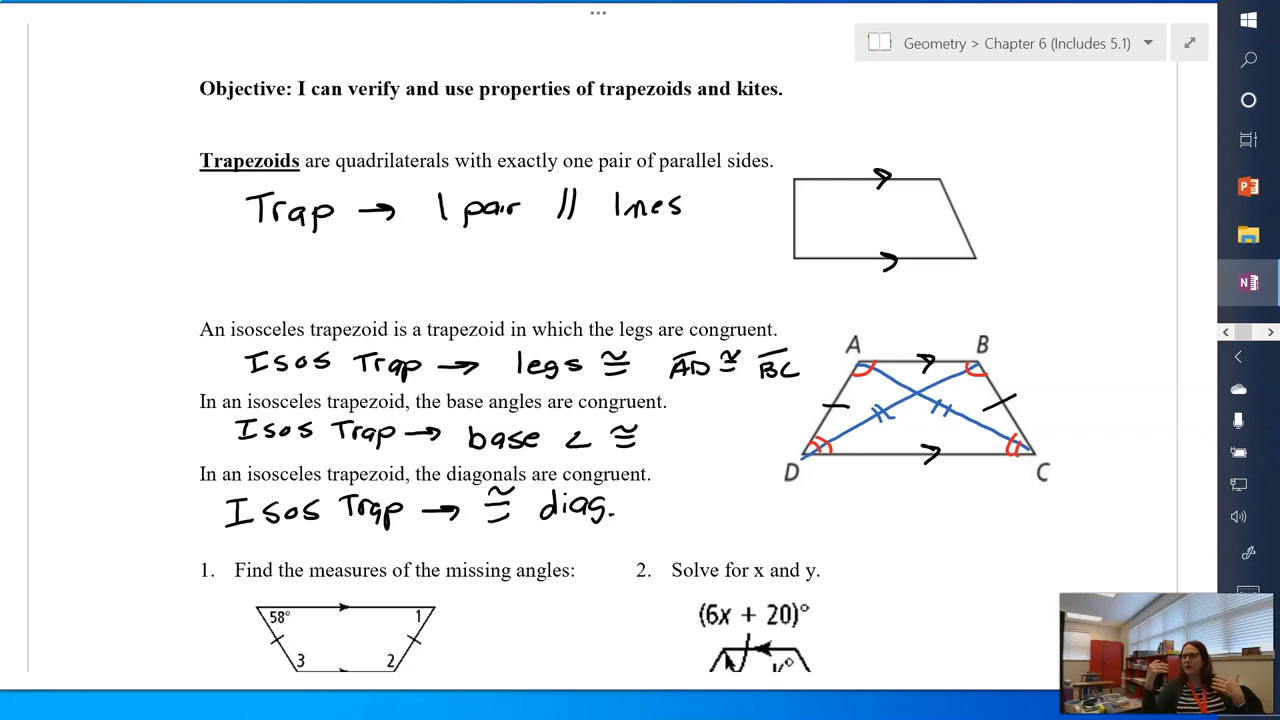 Geometry > Chapter 6 (Includes 5.1)
Objective: I can verify and use properties of trapezoids and kites.
Trapezoids are quadrilaterals with exactly one pair of parallel sides.
Trap → 1 pair // lines
An isosceles trapezoid is a trapezoid in which the legs are congruent.
Isos Trap → legs ≅ A̅D̅ ≅ B̅C̅
In an isosceles trapezoid, the base angles are congruent.
Isos Trap → base ∠ ≅
In an isosceles trapezoid, the diagonals are congruent.
Isos Trap → ≅ diag.
A B
D C
1. Find the measures of the missing angles:
58° 1
3 2
2. Solve for x and y.
(6x + 20)°